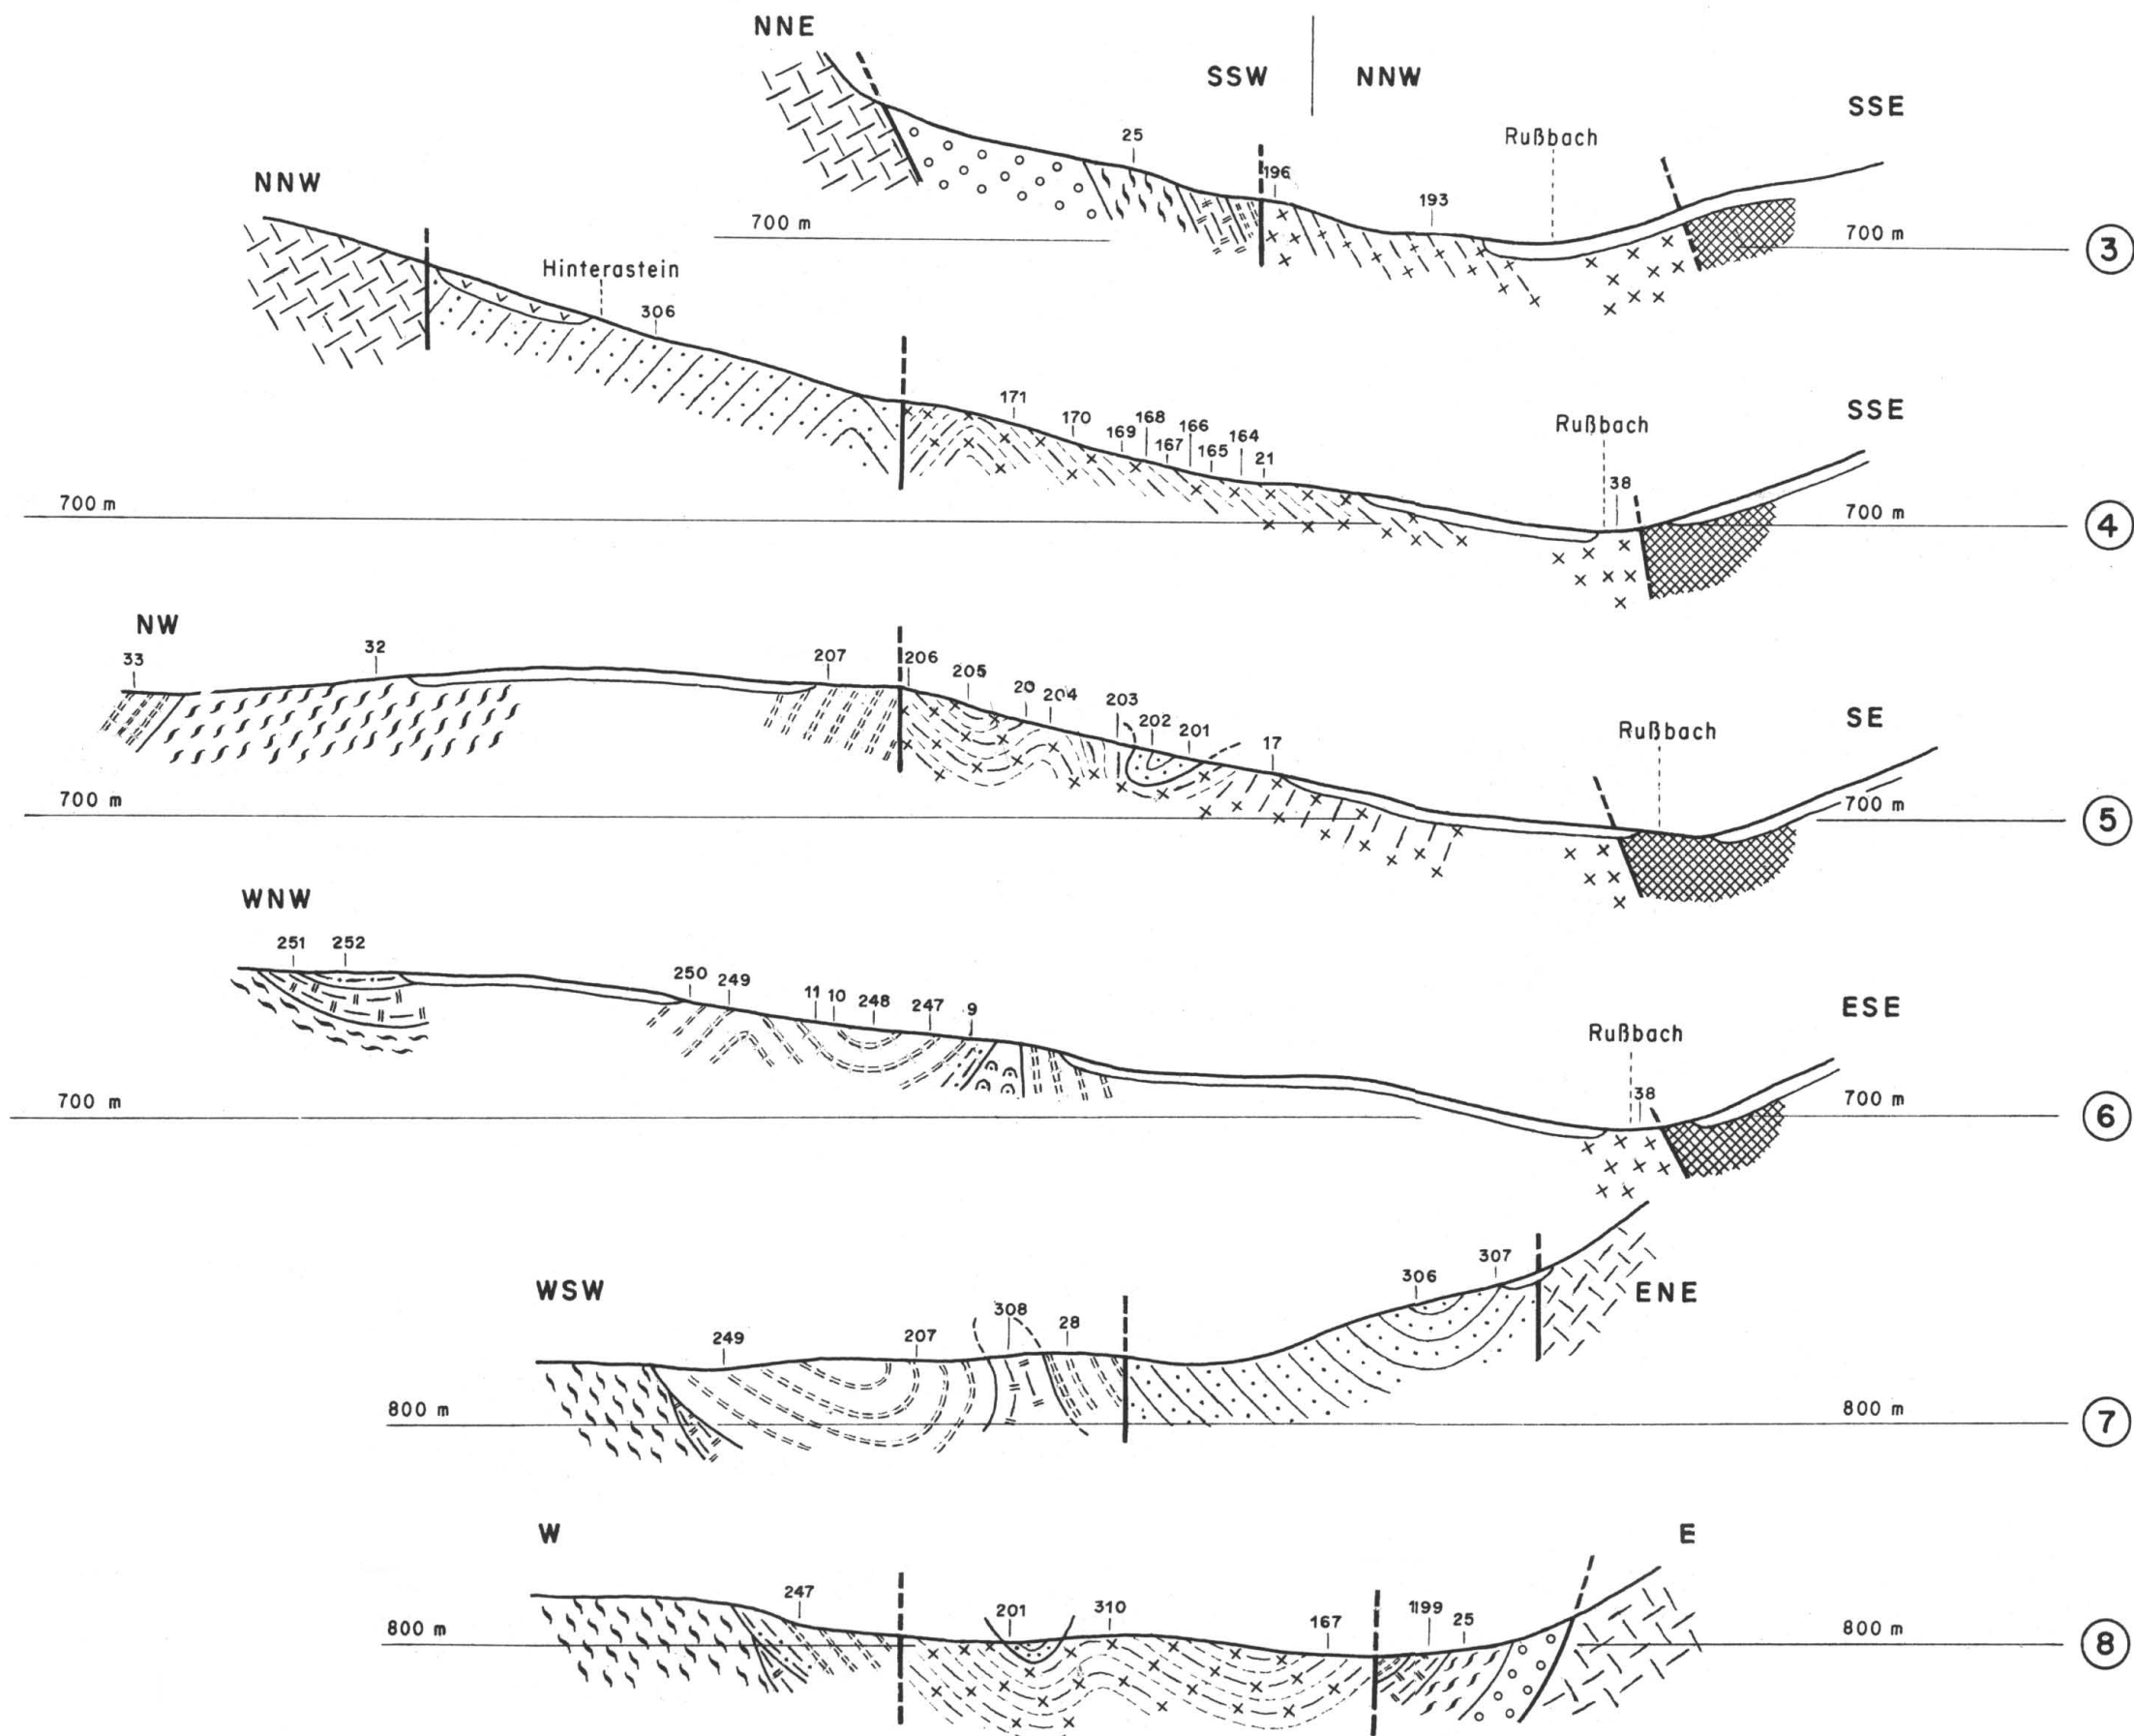 NNE
SSW
NNW
SSE
25
196
193
Rußbach
700 m
700 m
3
NNW
Hinterastein
306
171
170
169
168
167
166
165
164
21
Rußbach
38
SSE
700 m
700 m
4
NW
33
32
207
206
205
20
204
203
202
201
17
Rußbach
SE
700 m
700 m
5
WNW
251
252
250
249
11
10
248
247
9
Rußbach
38
ESE
700 m
700 m
6
WSW
249
207
308
28
306
307
ENE
800 m
800 m
7
W
247
201
310
167
1199
25
E
800 m
800 m
8